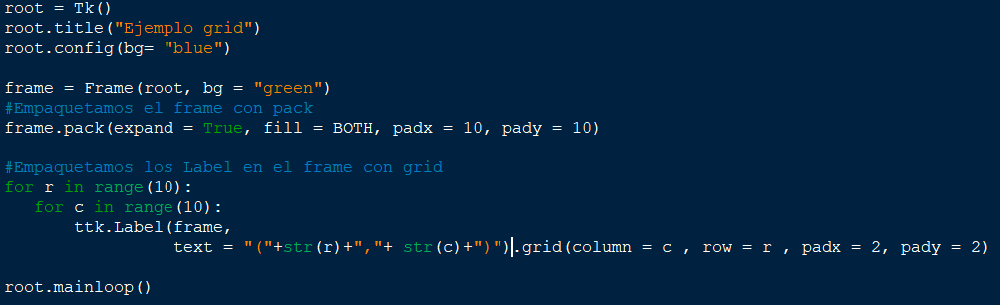 root = Tk()
root.title("Ejemplo grid")
root.config(bg= "blue")

frame = Frame(root, bg = "green")
#Empaquetamos el frame con pack
frame.pack(expand = True, fill = BOTH, padx = 10, pady = 10)

#Empaquetamos los Label en el frame con grid
for r in range(10):
   for c in range(10):
       ttk.Label(frame,
                 text = "("+str(r)+","+ str(c)+")").grid(column = c , row = r , padx = 2, pady = 2)

root.mainloop()